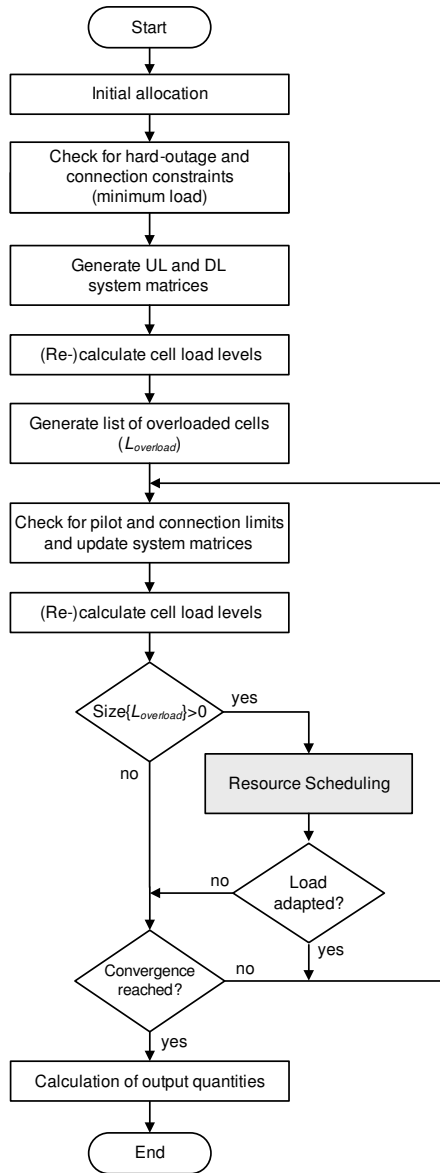 Start
Initial allocation
Check for hard-outage and
connection constraints
(minimum load)
Generate UL and DL
system matrices
(Re-)calculate cell load levels
Generate list of overloaded cells
(Loverload)
Check for pilot and connection limits
and update system matrices
(Re-)calculate cell load levels
Size{Loverload}>0
yes
no
Resource Scheduling
Load
adapted?
no
yes
Convergence
reached?
no
yes
Calculation of output quantities
End